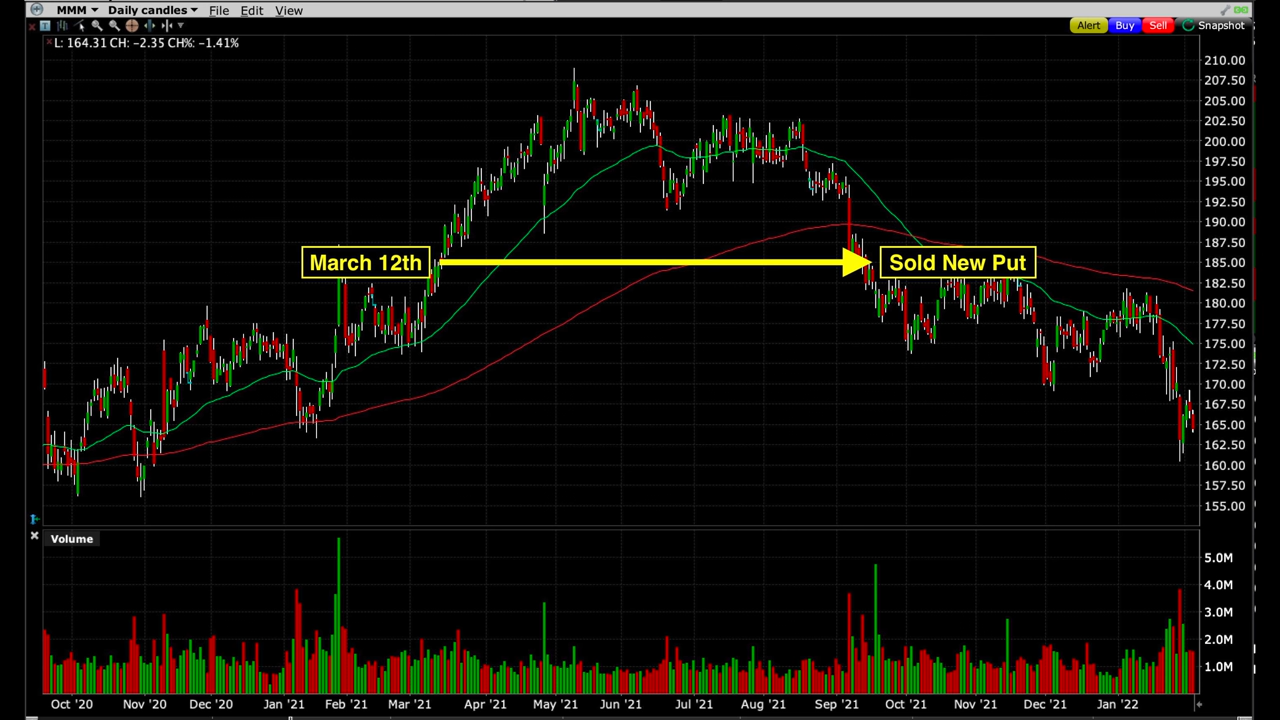 MMM Daily candles File Edit View
Alert Buy Sell Snapshot
L: 164.31 CH: -2.35 CH%: -1.41%
210.00
207.50
205.00
202.50
200.00
197.50
195.00
192.50
190.00
187.50
March 12th Sold New Put 185.00
182.50
180.00
177.50
175.00
172.50
170.00
167.50
165.00
162.50
160.00
157.50
155.00
Volume
5.0M
4.0M
3.0M
2.0M
1.0M
Oct '20 Nov '20 Dec '20 Jan '21 Feb '21 Mar '21 Apr '21 May '21 Jun '21 Jul '21 Aug '21 Sep '21 Oct '21 Nov '21 Dec '21 Jan '22